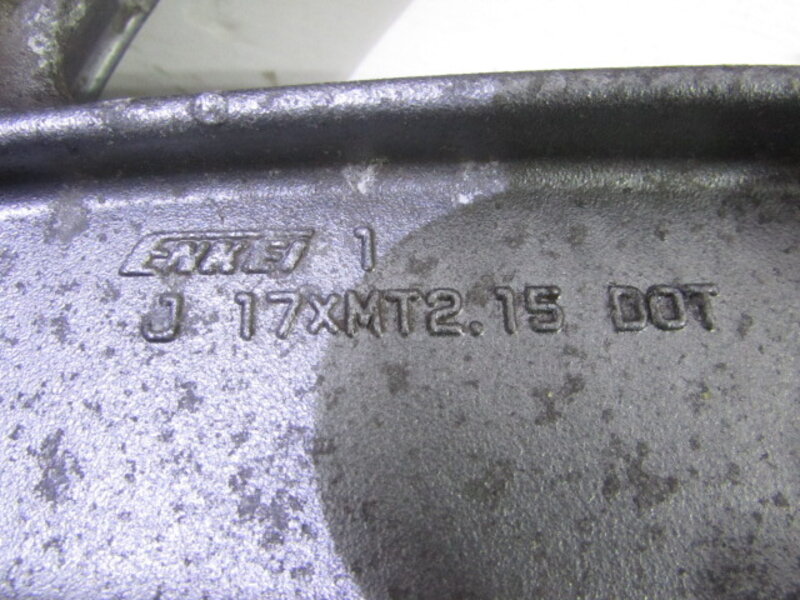 ENKEI 1
J 17XMT2.15 DOT